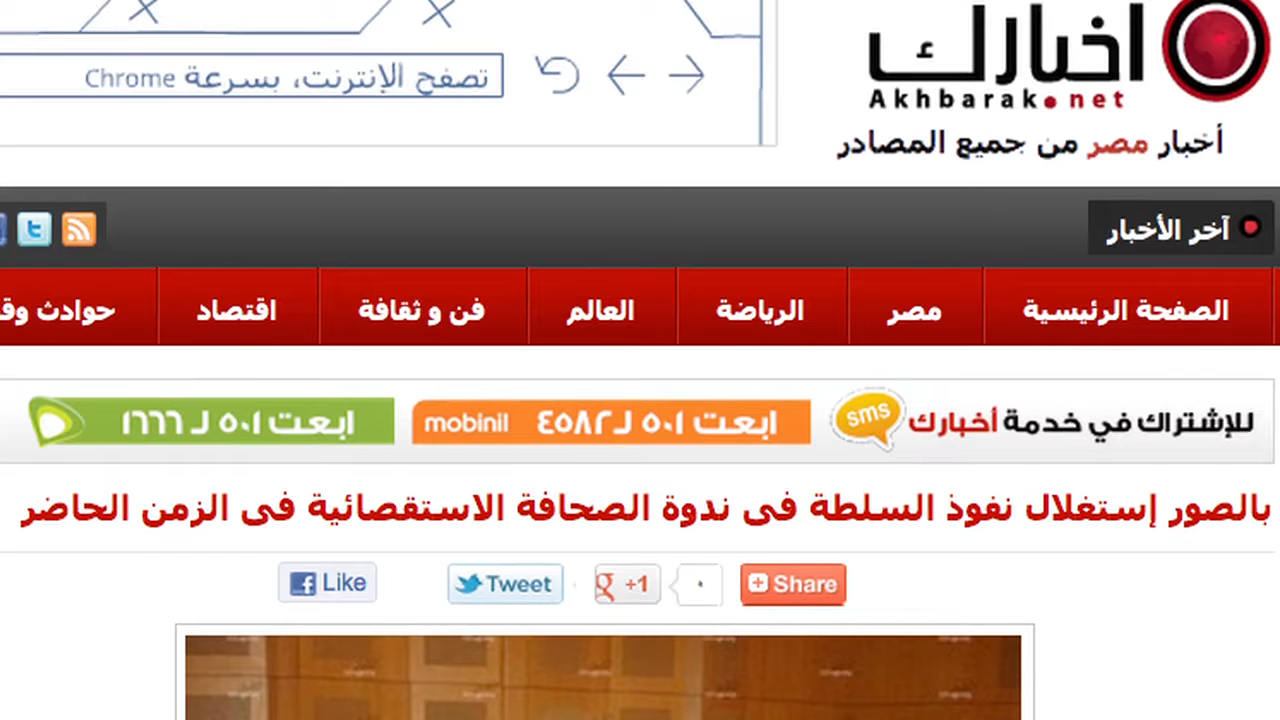 تصفح الإنترنت، بسرعة Chrome
اخبارك
Akhbarak.net
أخبار مصر من جميع المصادر
آخر الأخبار
الصفحة الرئيسية
مصر
الرياضة
العالم
فن و ثقافة
اقتصاد
حوادث وق
للإشتراك في خدمة أخبارك
sms
ابعت ٥٠١ لـ ٤٥٨٢ mobinil
ابعت ٥٠١ لـ ١٦٦٦
بالصور إستغلال نفوذ السلطة فى ندوة الصحافة الاستقصائية فى الزمن الحاضر
Like
Tweet
+1
Share